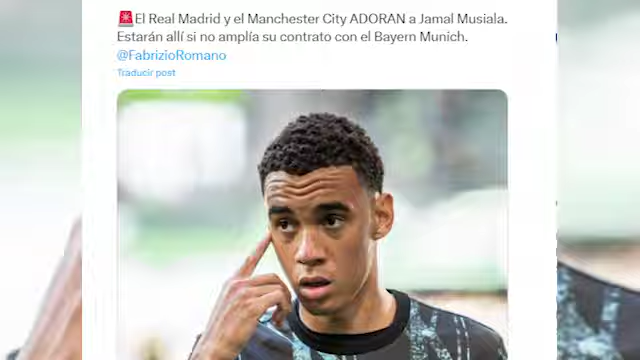 🚨El Real Madrid y el Manchester City ADORAN a Jamal Musiala.
Estarán allí si no amplía su contrato con el Bayern Munich.
@FabrizioRomano
Traducir post